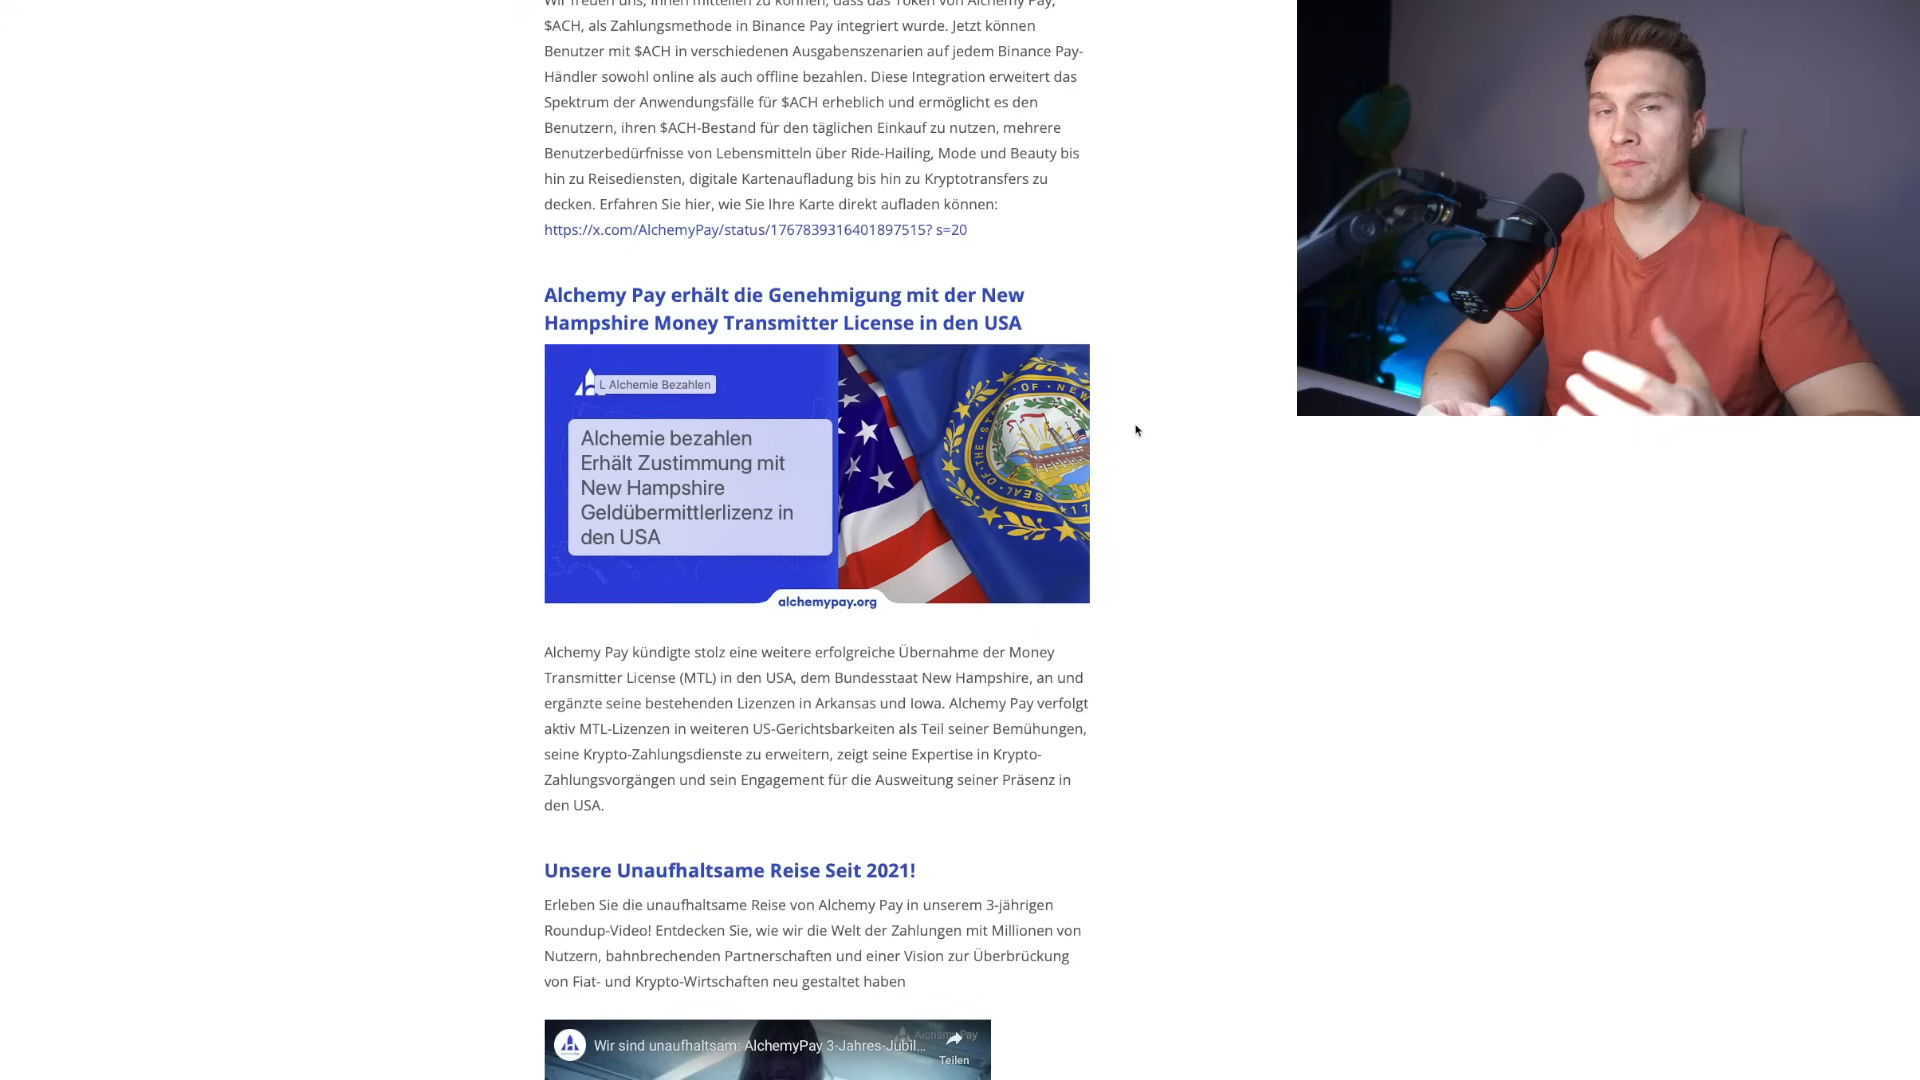 Wir freuen uns, Ihnen mitteilen zu können, dass das Token von Alchemy Pay,
$ACH, als Zahlungsmethode in Binance Pay integriert wurde. Jetzt können
Benutzer mit $ACH in verschiedenen Ausgabenszenarien auf jedem Binance Pay-
Händler sowohl online als auch offline bezahlen. Diese Integration erweitert das
Spektrum der Anwendungsfälle für $ACH erheblich und ermöglicht es den
Benutzern, ihren $ACH-Bestand für den täglichen Einkauf zu nutzen, mehrere
Benutzerbedürfnisse von Lebensmitteln über Ride-Hailing, Mode und Beauty bis
hin zu Reisediensten, digitale Kartenaufladung bis hin zu Kryptotransfers zu
decken. Erfahren Sie hier, wie Sie Ihre Karte direkt aufladen können:
https://x.com/AlchemyPay/status/1767839316401897515? s=20
Alchemy Pay erhält die Genehmigung mit der New
Hampshire Money Transmitter License in den USA
L Alchemie Bezahlen
Alchemie bezahlen
Erhält Zustimmung mit
New Hampshire
Geldübermittlerlizenz in
den USA
OF NEW
SEAL OF THE S
17
alchemypay.org
Alchemy Pay kündigte stolz eine weitere erfolgreiche Übernahme der Money
Transmitter License (MTL) in den USA, dem Bundesstaat New Hampshire, an und
ergänzte seine bestehenden Lizenzen in Arkansas und Iowa. Alchemy Pay verfolgt
aktiv MTL-Lizenzen in weiteren US-Gerichtsbarkeiten als Teil seiner Bemühungen,
seine Krypto-Zahlungsdienste zu erweitern, zeigt seine Expertise in Krypto-
Zahlungsvorgängen und sein Engagement für die Ausweitung seiner Präsenz in
den USA.
Unsere Unaufhaltsame Reise Seit 2021!
Erleben Sie die unaufhaltsame Reise von Alchemy Pay in unserem 3-jährigen
Roundup-Video! Entdecken Sie, wie wir die Welt der Zahlungen mit Millionen von
Nutzern, bahnbrechenden Partnerschaften und einer Vision zur Überbrückung
von Fiat- und Krypto-Wirtschaften neu gestaltet haben
Alchemy Pay
Wir sind unaufhaltsam: AlchemyPay 3-Jahres-Jubil...
Teilen